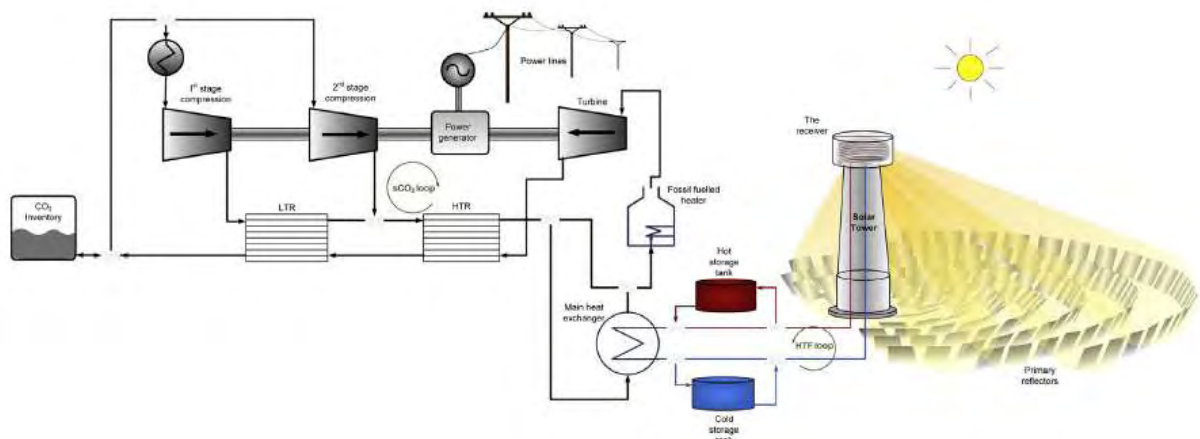 1st stage
compression
2nd stage
compression
Power lines
Turbine
Power
generator
The
receiver
sCO2 loop
Fossil fuelled
heater
CO2
Inventory
LTR
HTR
Solar
Tower
Hot
storage
tank
Main heat
exchanger
HTF loop
Primary
reflectors
Cold
storage